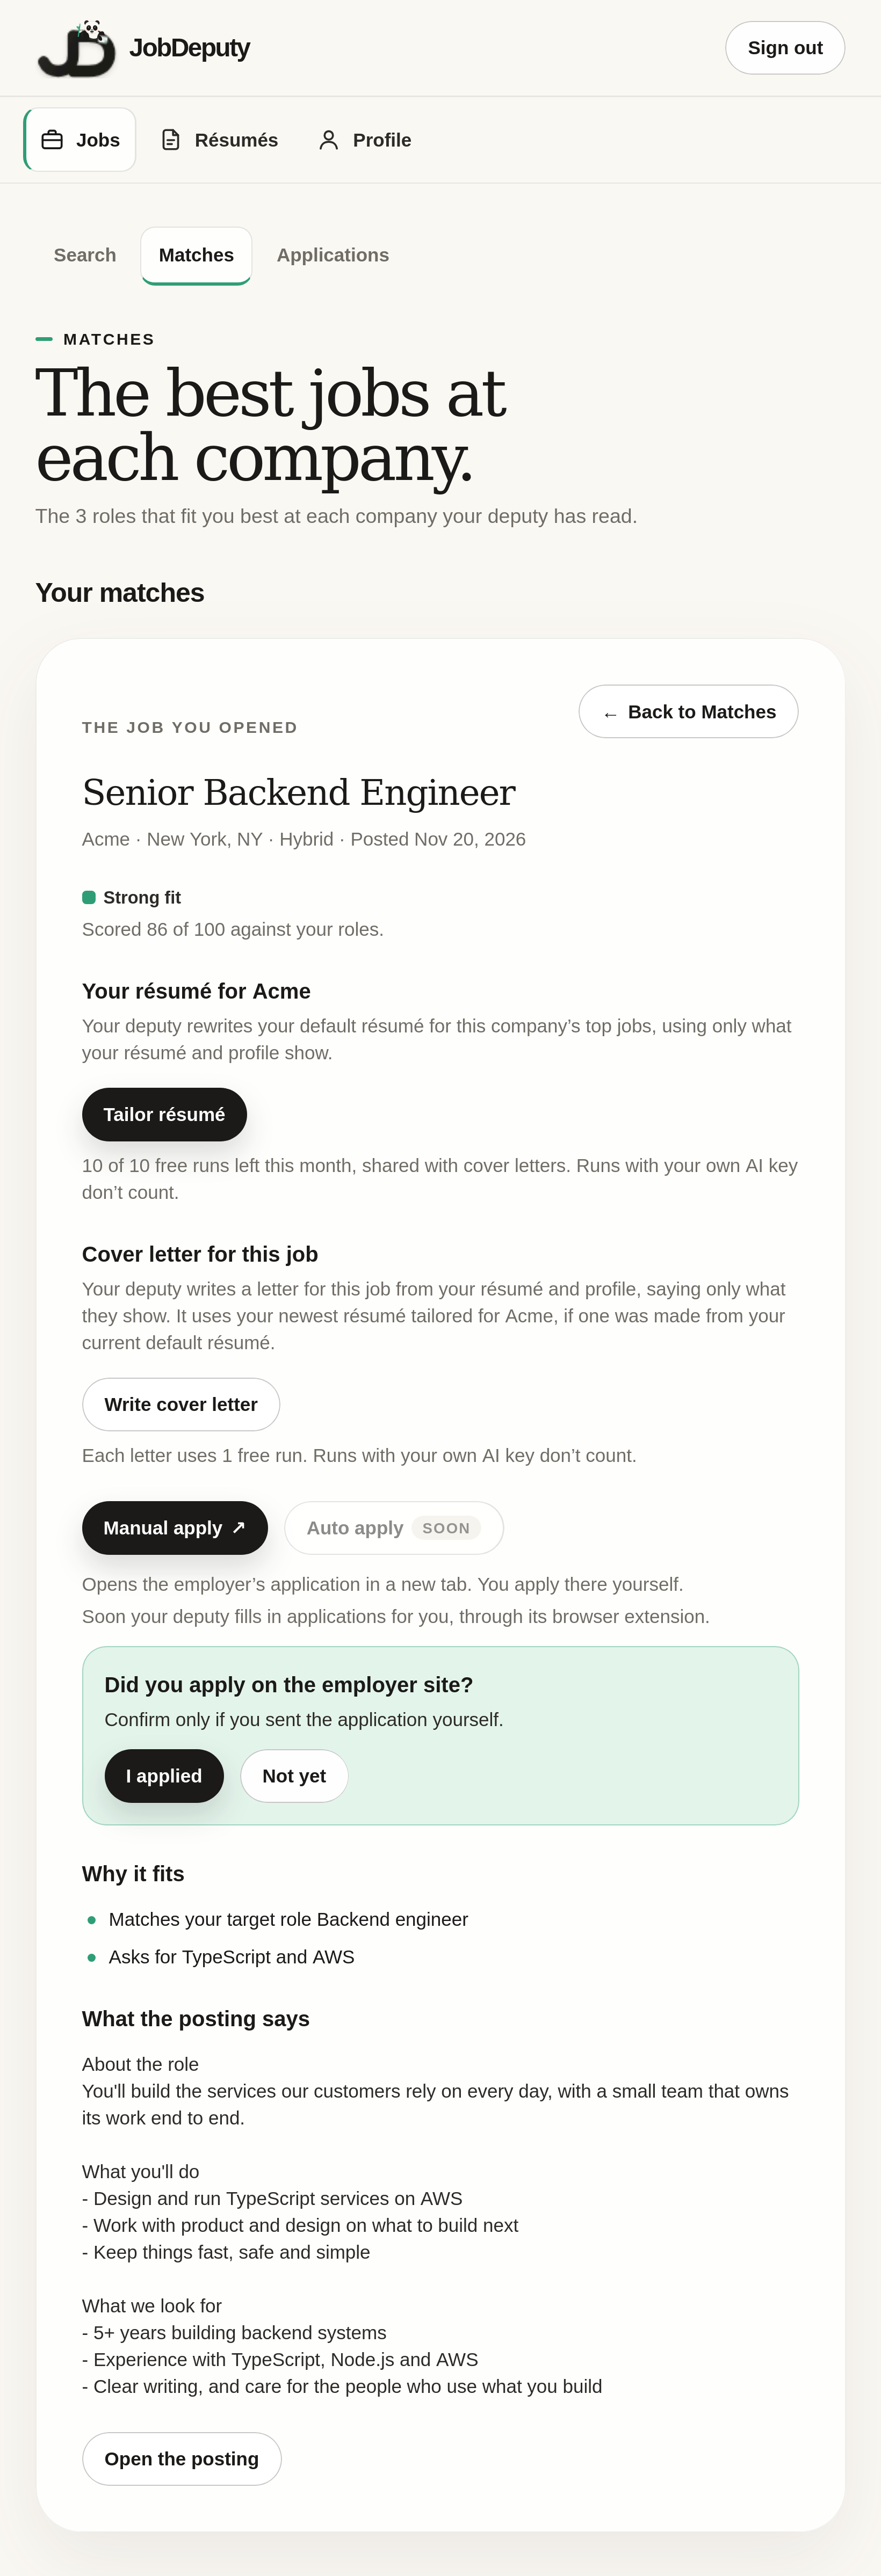 JobDeputy
Sign out
Jobs
Résumés
Profile
Search
Matches
Applications
MATCHES
The best jobs at
each company.
The 3 roles that fit you best at each company your deputy has read.
Your matches
THE JOB YOU OPENED
← Back to Matches
Senior Backend Engineer
Acme · New York, NY · Hybrid · Posted Nov 20, 2026
Strong fit
Scored 86 of 100 against your roles.
Your résumé for Acme
Your deputy rewrites your default résumé for this company’s top jobs, using only what
your résumé and profile show.
Tailor résumé
10 of 10 free runs left this month, shared with cover letters. Runs with your own AI key
don’t count.
Cover letter for this job
Your deputy writes a letter for this job from your résumé and profile, saying only what
they show. It uses your newest résumé tailored for Acme, if one was made from your
current default résumé.
Write cover letter
Each letter uses 1 free run. Runs with your own AI key don’t count.
Manual apply ↗
Auto apply SOON
Opens the employer’s application in a new tab. You apply there yourself.
Soon your deputy fills in applications for you, through its browser extension.
Did you apply on the employer site?
Confirm only if you sent the application yourself.
I applied
Not yet
Why it fits
Matches your target role Backend engineer
Asks for TypeScript and AWS
What the posting says
About the role
You'll build the services our customers rely on every day, with a small team that owns
its work end to end.
What you'll do
- Design and run TypeScript services on AWS
- Work with product and design on what to build next
- Keep things fast, safe and simple
What we look for
- 5+ years building backend systems
- Experience with TypeScript, Node.js and AWS
- Clear writing, and care for the people who use what you build
Open the posting